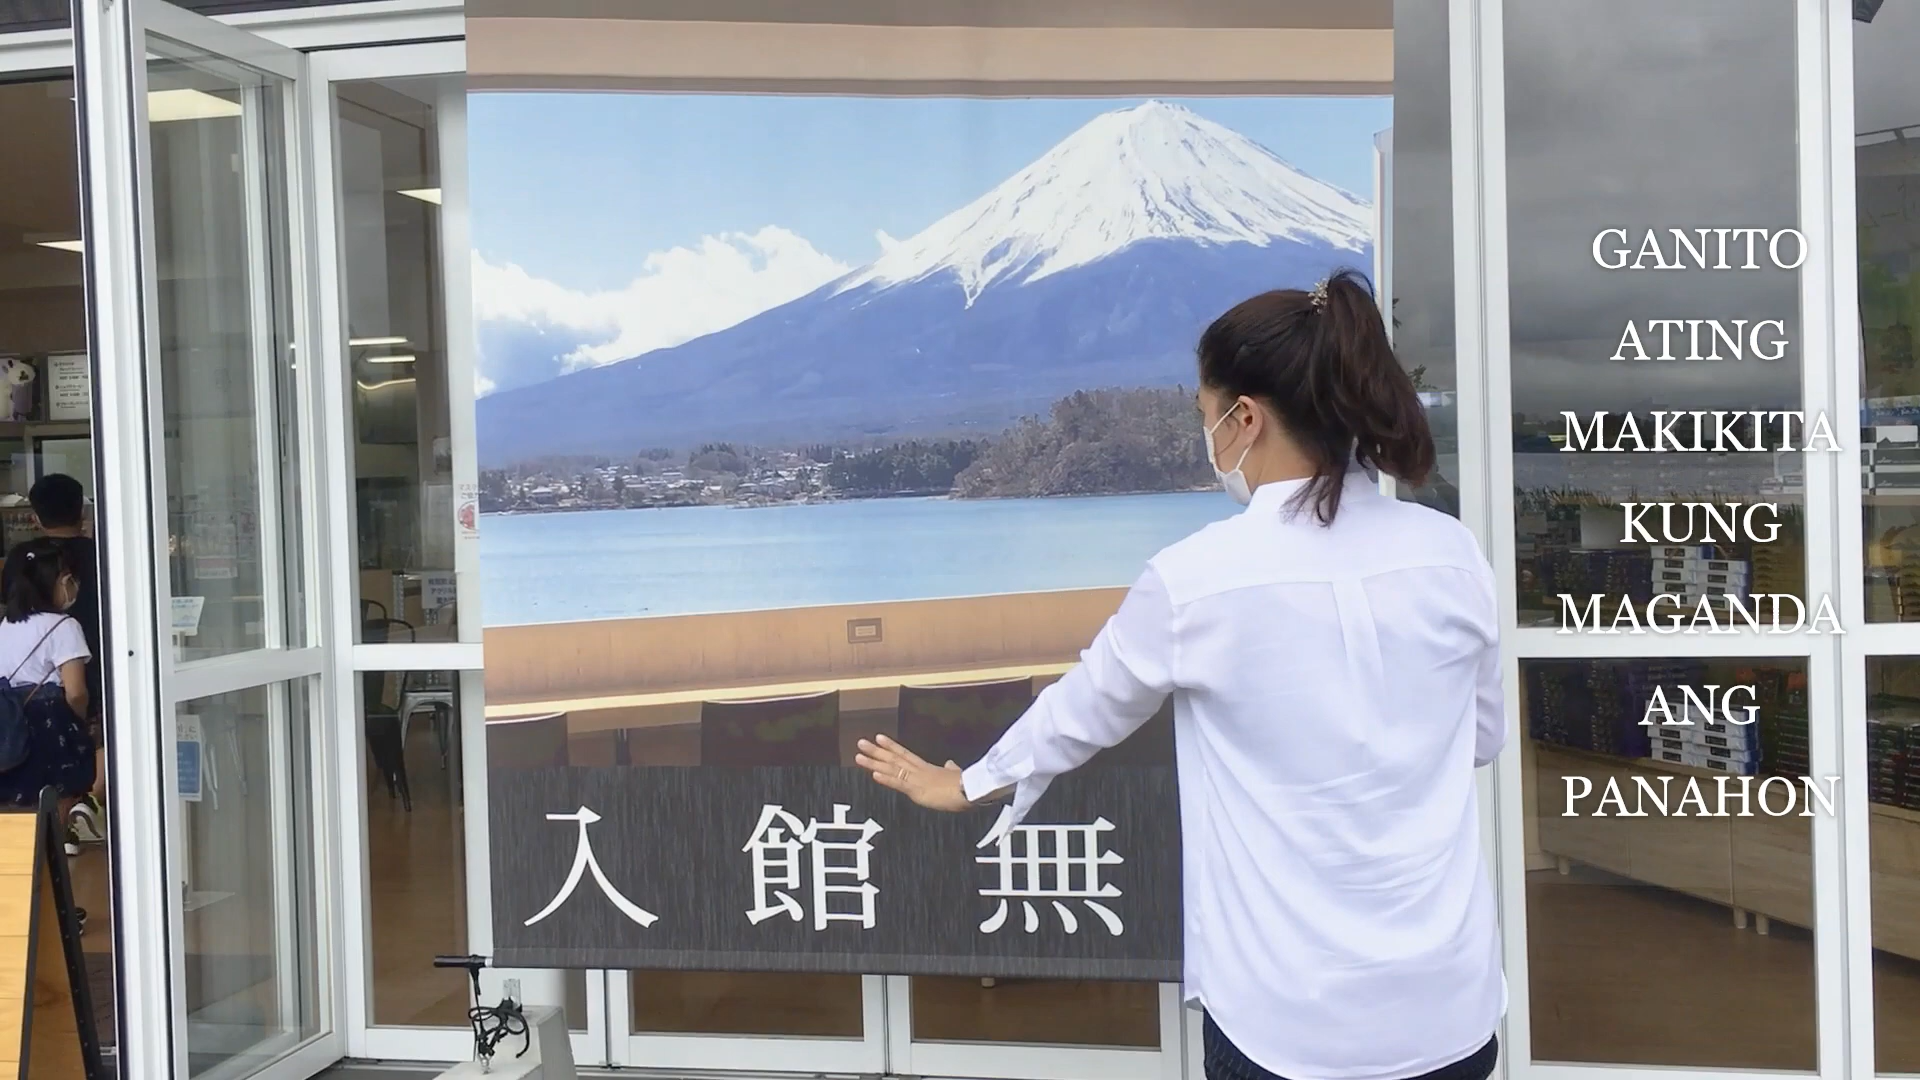 入館無
GANITO
ATING
MAKIKITA
KUNG
MAGANDA
ANG
PANAHON